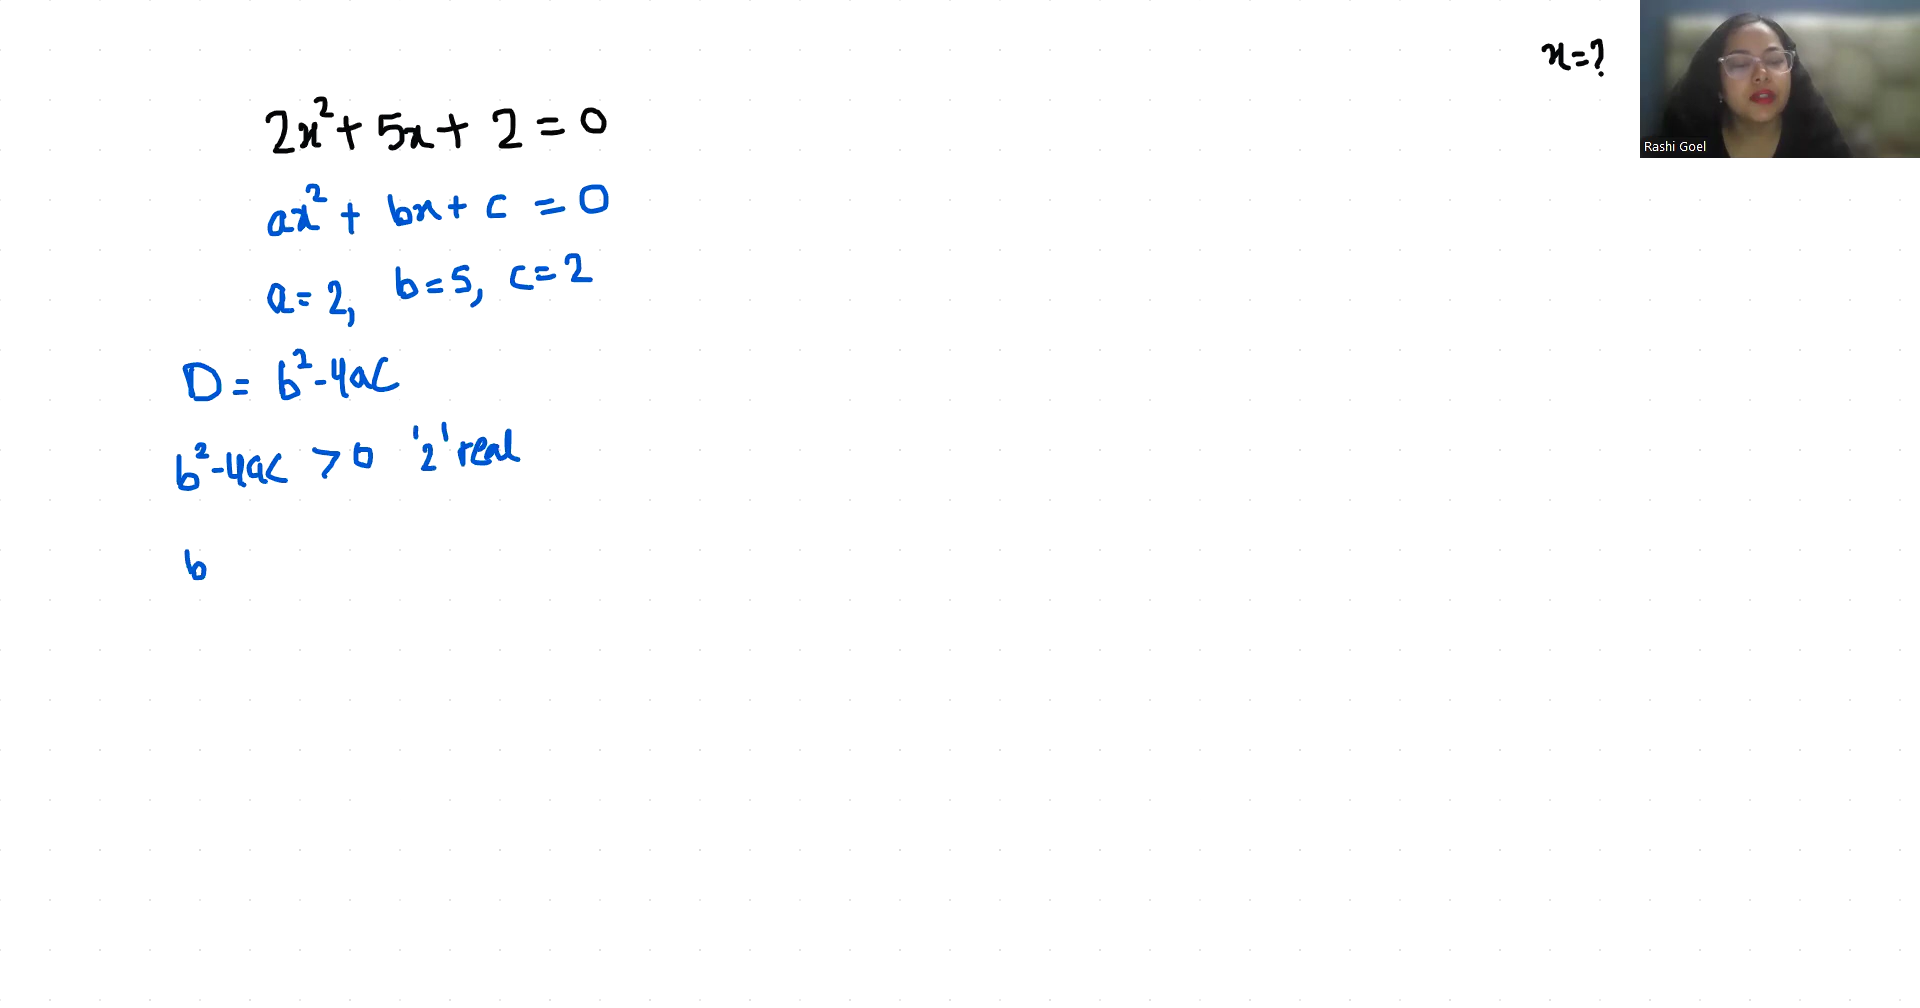 x=?
Rashi Goel
2x²+ 5x + 2 = 0
ax² + bx + c = 0
a= 2, b=5, c=2
D = b²-4ac
b²-4ac > 0 '2' real
b